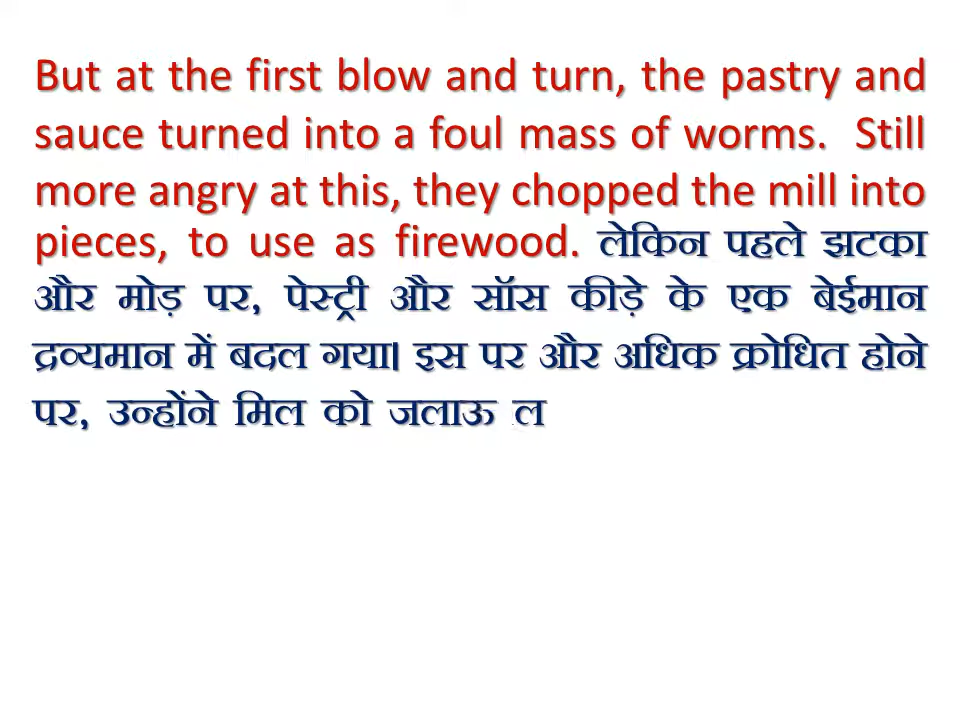 But at the first blow and turn, the pastry and
sauce turned into a foul mass of worms.  Still
more angry at this, they chopped the mill into
pieces, to use as firewood. लेकिन पहले झटका
और मोड़ पर, पेस्ट्री और सॉस कीड़े के एक बेईमान
द्रव्यमान में बदल गया। इस पर और अधिक क्रोधित होने
पर, उन्होंने मिल को जलाऊ ल